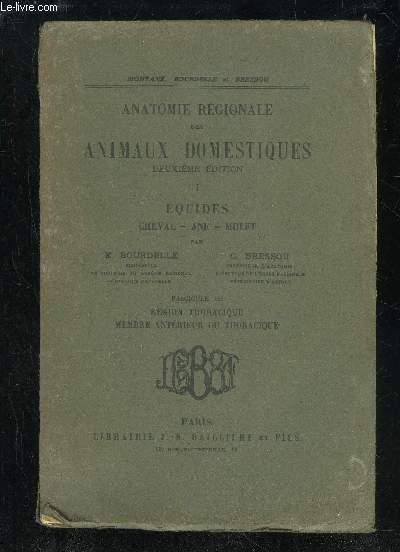 Le-livre.com
MONTANÉ, BOURDELLE et BRESSOU
ANATOMIE RÉGIONALE
DES
ANIMAUX DOMESTIQUES
DEUXIÈME ÉDITION
I
ÉQUIDÉS
CHEVAL – ANE – MULET
PAR
E. BOURDELLE C. BRESSOU
FASCICULE III
RÉGION THORACIQUE
MEMBRE ANTÉRIEUR OU THORACIQUE
PARIS
LIBRAIRIE J.-B. BAILLIÈRE ET FILS